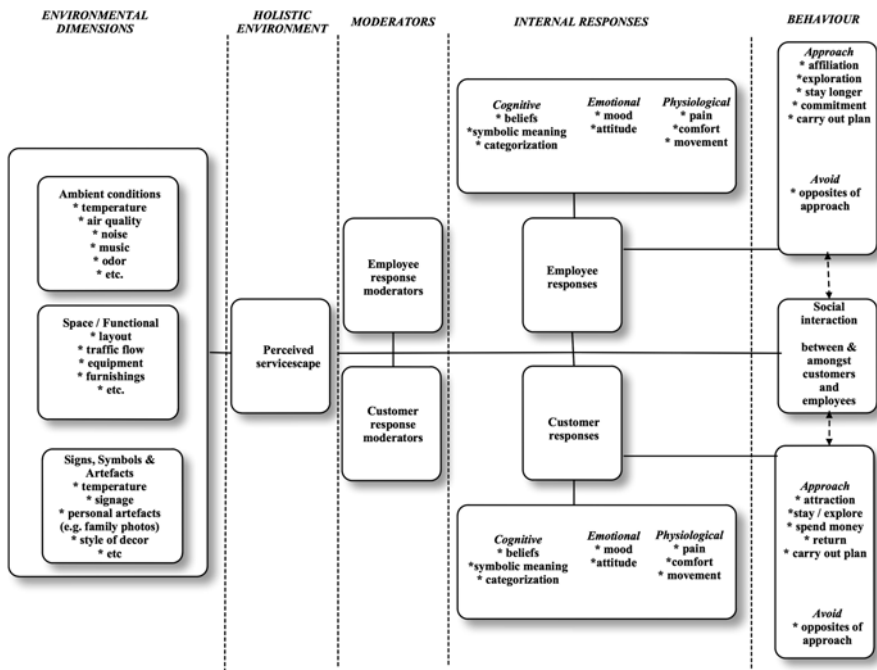 ENVIRONMENTAL
DIMENSIONS
HOLISTIC
ENVIRONMENT
MODERATORS
INTERNAL RESPONSES
BEHAVIOUR
Ambient conditions
* temperature
* air quality
* noise
* music
* odor
* etc.
Space / Functional
* layout
* traffic flow
* equipment
* furnishings
* etc.
Signs, Symbols &
Artefacts
* temperature
* signage
* personal artefacts
(e.g. family photos)
* style of decor
* etc
Perceived
servicescape
Employee
response
moderators
Customer
response
moderators
Cognitive
* beliefs
*symbolic meaning
* categorization
Emotional
* mood
*attitude
Physiological
* pain
*comfort
* movement
Employee
responses
Customer
responses
Cognitive
* beliefs
*symbolic meaning
* categorization
Emotional
* mood
*attitude
Physiological
* pain
*comfort
* movement
Approach
* affiliation
*exploration
* stay longer
* commitment
* carry out plan
Avoid
* opposites of
approach
Social
interaction
between &
amongst
customers
and
employees
Approach
* attraction
*stay / explore
* spend money
* return
* carry out plan
Avoid
* opposites of
approach